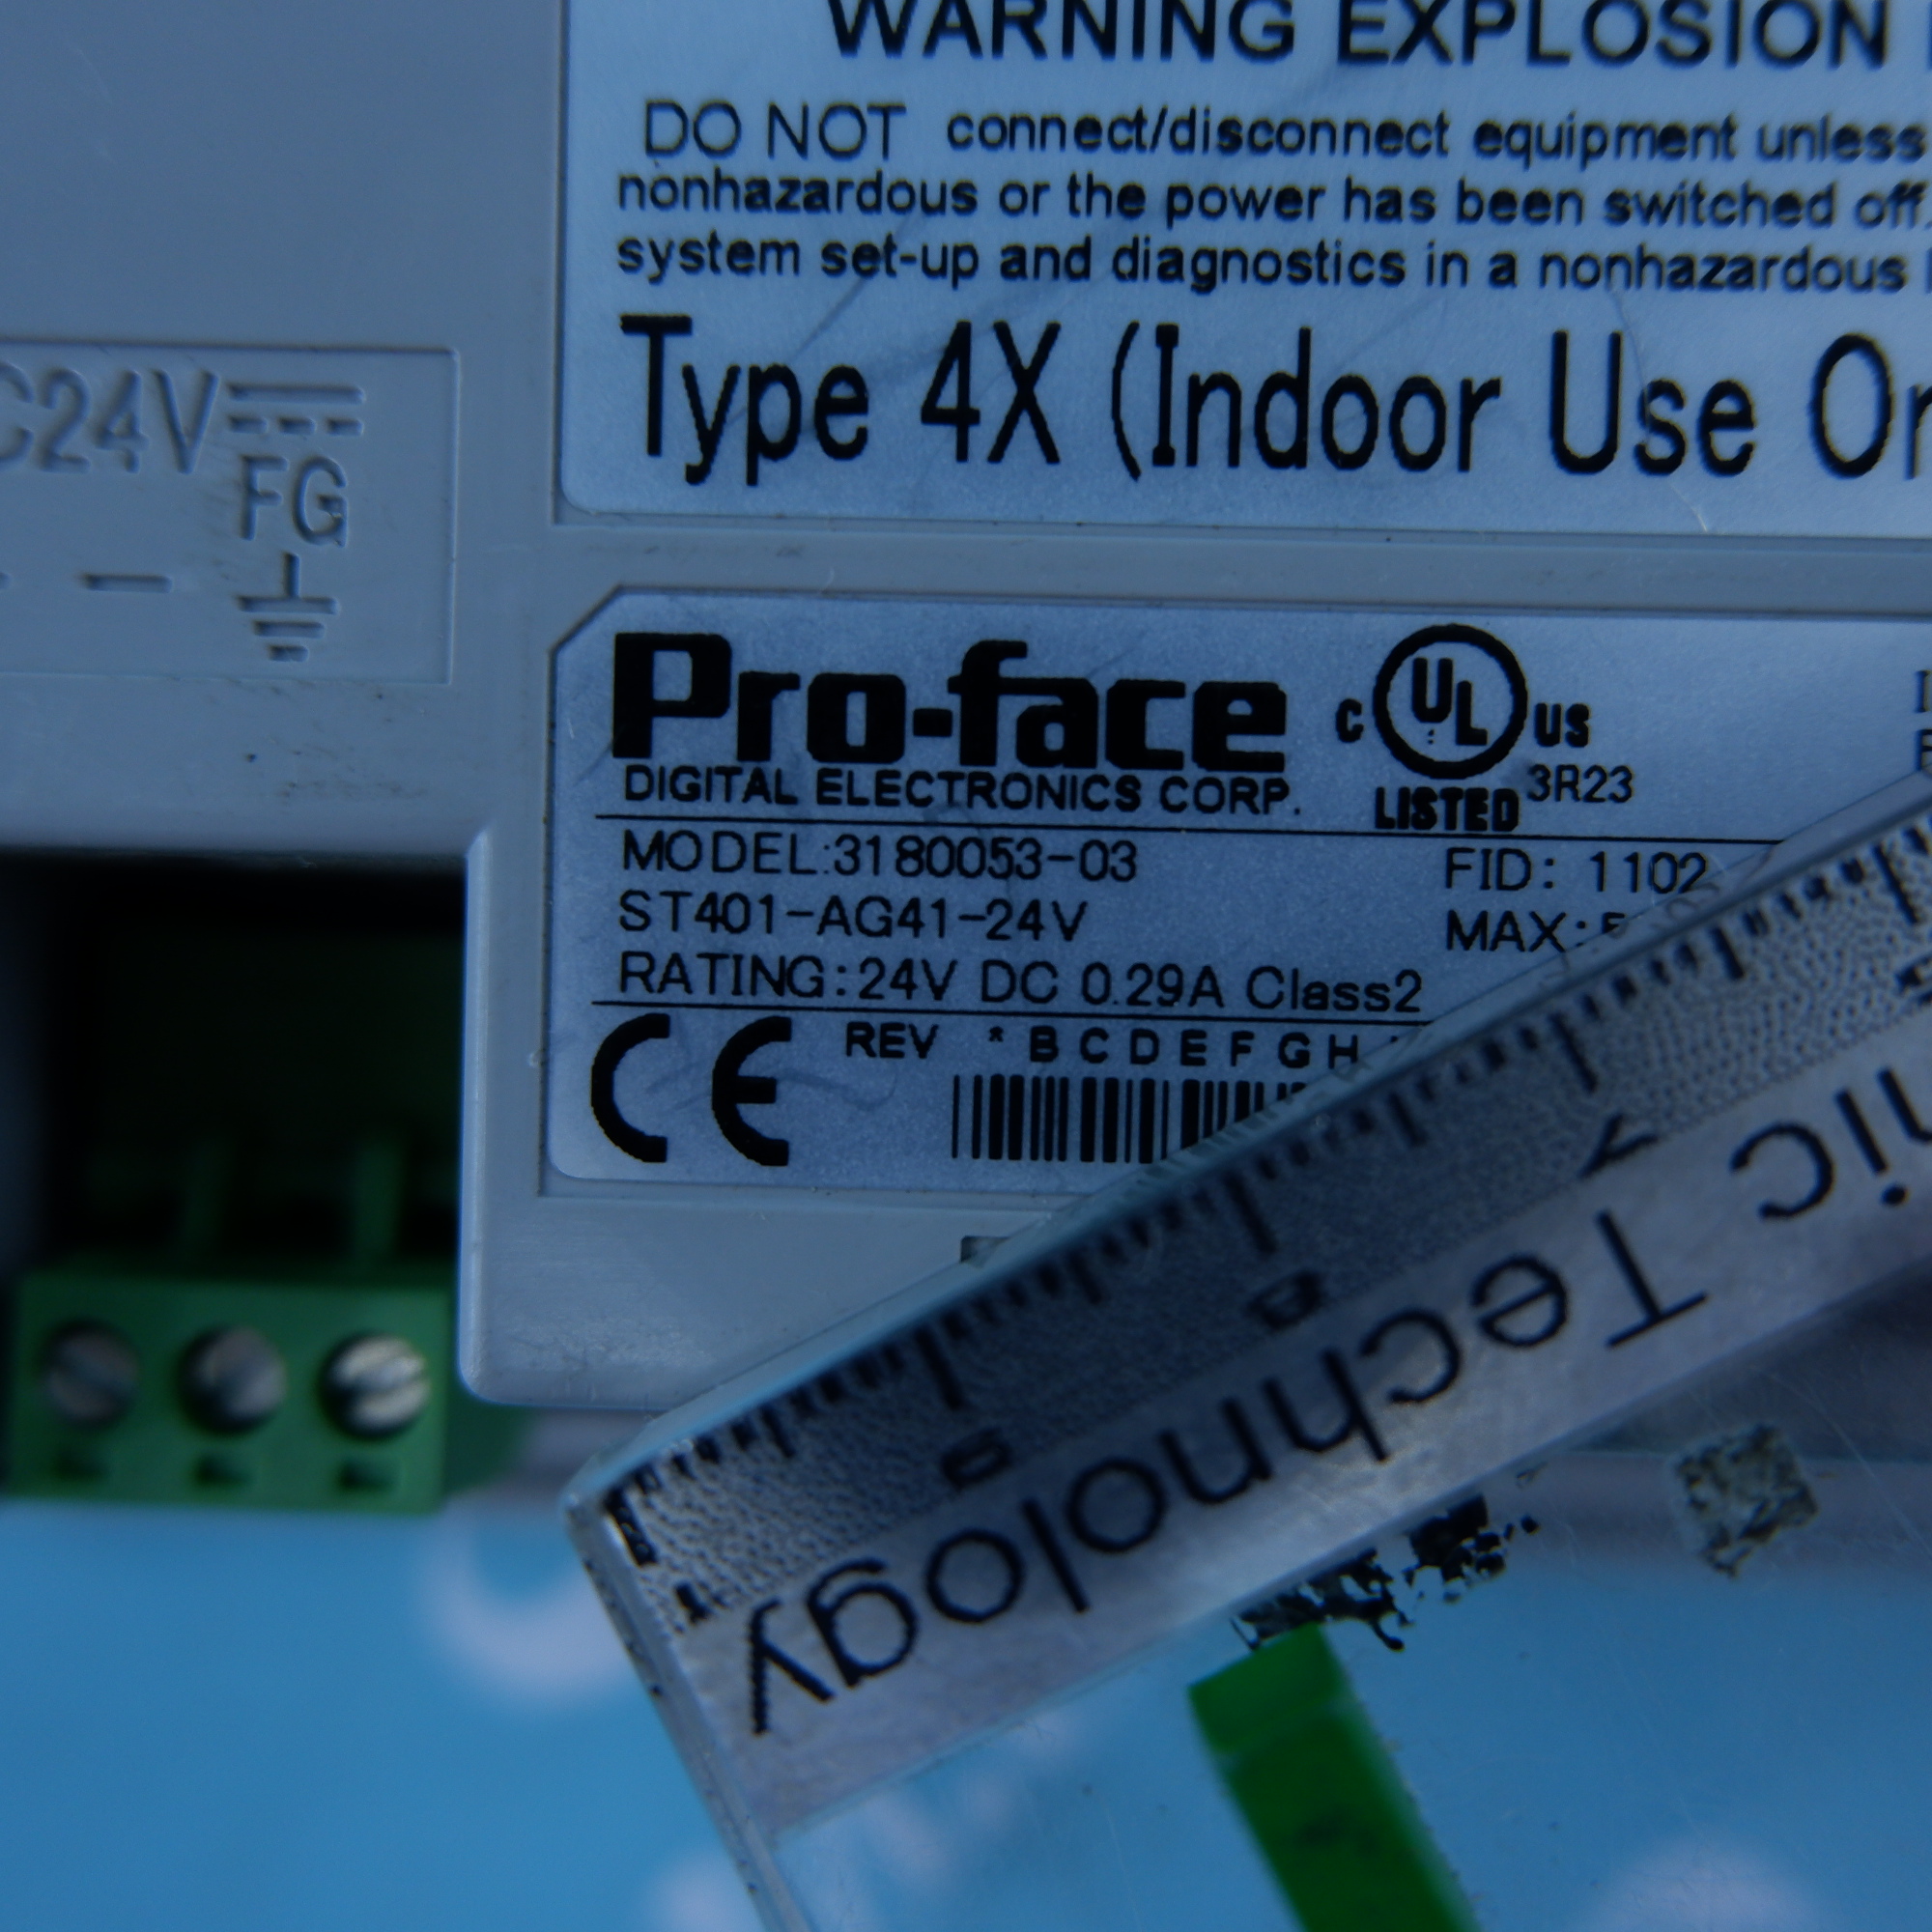 WARNING EXPLOSION
DO NOT connect/disconnect equipment unless
nonhazardous or the power has been switched off.
system set-up and diagnostics in a nonhazardous
Type 4X (Indoor Use
C24V
FG
Pro-face
DIGITAL ELECTRONICS CORP.
C UL US
LISTED 3R23
MODEL:3180053-03
FID: 1102
ST401-AG41-24V
MAX:
RATING:24V DC 0.29A Class2
CE
REV * B C D E F G H
Technology